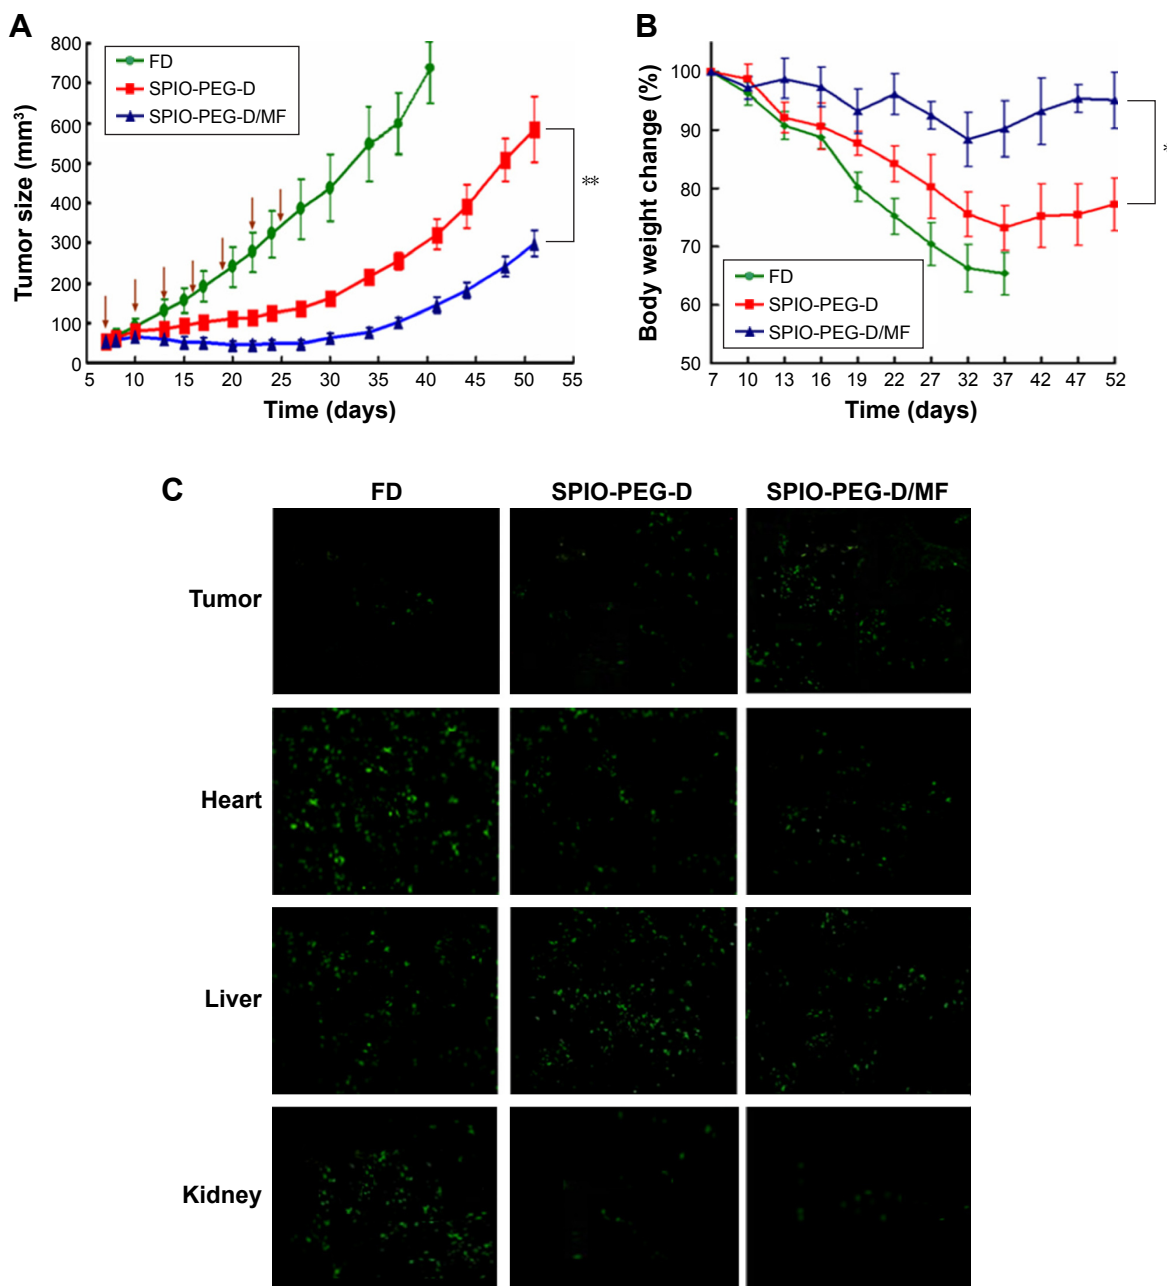 A
Tumor size (mm³)
800
700
600
500
400
300
200
100
0
FD
SPIO-PEG-D
SPIO-PEG-D/MF
**
5 10 15 20 25 30 35 40 45 50 55
Time (days)
B
Body weight change (%)
100
90
80
70
60
50
FD
SPIO-PEG-D
SPIO-PEG-D/MF
*
7 10 13 16 19 22 27 32 37 42 47 52
Time (days)
C
FD SPIO-PEG-D SPIO-PEG-D/MF
Tumor
Heart
Liver
Kidney